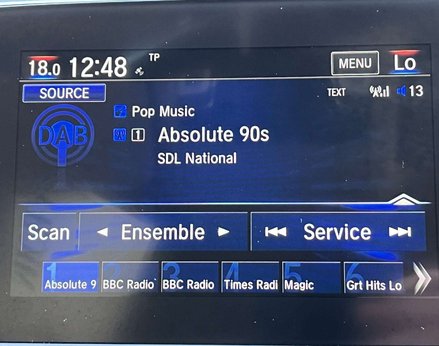 18.0 12:48 TP MENU Lo
SOURCE TEXT 13
DAB Pop Music
1 Absolute 90s
SDL National
Scan Ensemble Service
1 2 3 4 5 6
Absolute 9 BBC Radio BBC Radio Times Radi Magic Grt Hits Lo